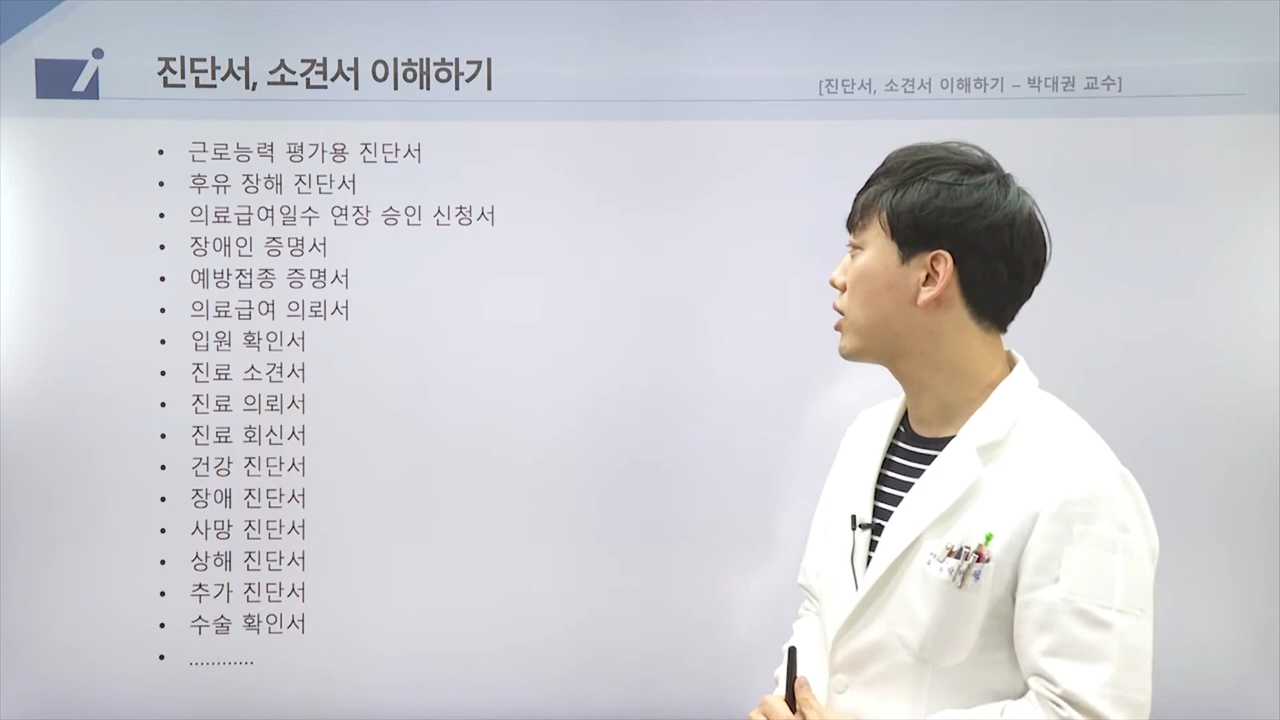 진단서, 소견서 이해하기
[진단서, 소견서 이해하기 – 박대권 교수]
• 근로능력 평가용 진단서
• 후유 장해 진단서
• 의료급여일수 연장 승인 신청서
• 장애인 증명서
• 예방접종 증명서
• 의료급여 의뢰서
• 입원 확인서
• 진료 소견서
• 진료 의뢰서
• 진료 회신서
• 건강 진단서
• 장애 진단서
• 사망 진단서
• 상해 진단서
• 추가 진단서
• 수술 확인서
• ............